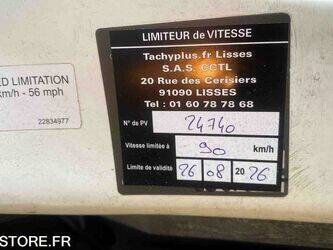 LIMITEUR DE VITESSE
Tachyplus.fr Lisses
S.A.S. CCTL
20 Rue des Cerisiers
91090 LISSES
Tel : 01 60 78 78 68
N° de PV 24740
Vitesse limitée à 90 km/h
Limite de validité 26 08 2026
ED LIMITATION
km/h - 56 mph
22834977
STORE.FR